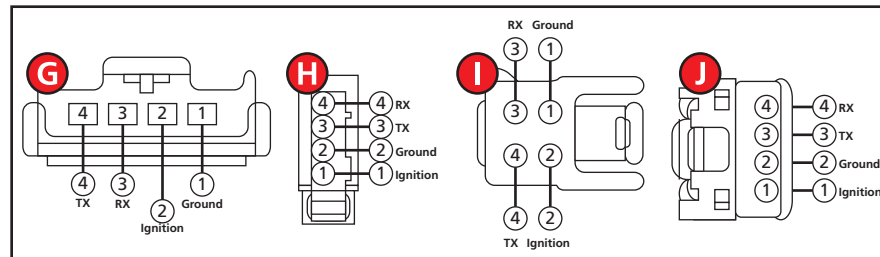 G
4 3 2 1
4 3 1
TX RX Ground
2
Ignition
H
4 4 RX
3 3 TX
2 2 Ground
1 1 Ignition
I
RX Ground
3 1
3 1
4 2
4 2
TX Ignition
J
4 4 RX
3 3 TX
2 2 Ground
1 1 Ignition